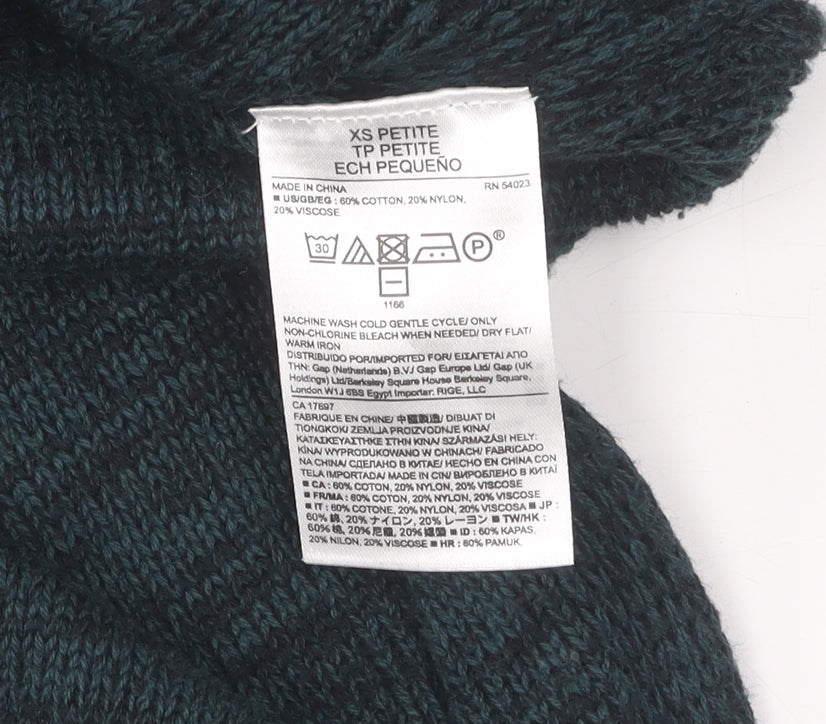 XS PETITE
TP PETITE
ECH PEQUEÑO
MADE IN CHINA RN 54023
■ US/GB/EG : 60% COTTON, 20% NYLON,
20% VISCOSE
30 P ®
1166
MACHINE WASH COLD GENTLE CYCLE/ ONLY
NON-CHLORINE BLEACH WHEN NEEDED/ DRY FLAT/
WARM IRON
DISTRIBUIDO POR/IMPORTED FOR/ ΕΙΣΑΓΕΤΑΙ ΑΠΟ
ΤΗΝ: Gap (Netherlands) B.V./ Gap Europe Ltd/ Gap (UK
Holdings) Ltd/Berkeley Square House Berkeley Square,
London W1J 6BS Egypt Importer: RIGE, LLC
CA 17697
FABRIQUÉ EN CHINE/ 中國製造/ DIBUAT DI
TIONGKOK/ ZEMLJA PROIZVODNJE KINA/
ΚΑΤΑΣΚΕΥΑΣΤΗΚΕ ΣΤΗΝ ΚΙΝΑ/ SZÁRMAZÁSI HELY:
KÍNA/ WYPRODUKOWANO W CHINACH/ FABRICADO
NA CHINA/ СДЕЛАНО В КИТАЕ/ HECHO EN CHINA CON
TELA IMPORTADA/ MADE IN CIN/ ВИРОБЛЕНО В КИТАЇ
■ CA : 60% COTON, 20% NYLON, 20% VISCOSE
■ FR/MA : 60% COTON, 20% NYLON, 20% VISCOSE
■ IT : 60% COTONE, 20% NYLON, 20% VISCOSA ■ JP :
60% 綿, 20% ナイロン, 20% レーヨン ■ TW/HK :
60% 棉, 20% 尼龍, 20% ■ ID : 60% KAPAS,
20% NILON, 20% VISCOSE ■ HR : 60% PAMUK,